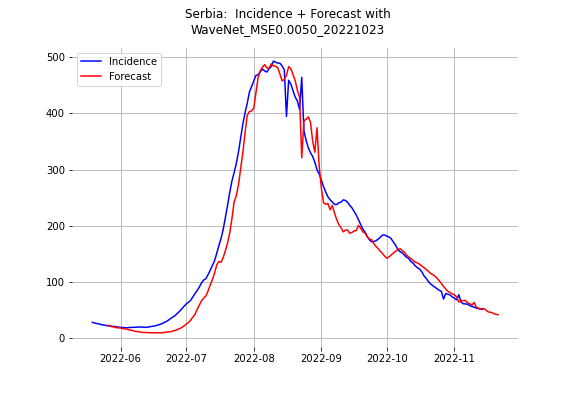 Serbia:  Incidence + Forecast with
WaveNet_MSE0.0050_20221023
Incidence
Forecast
500
400
300
200
100
0
2022-06 2022-07 2022-08 2022-09 2022-10 2022-11